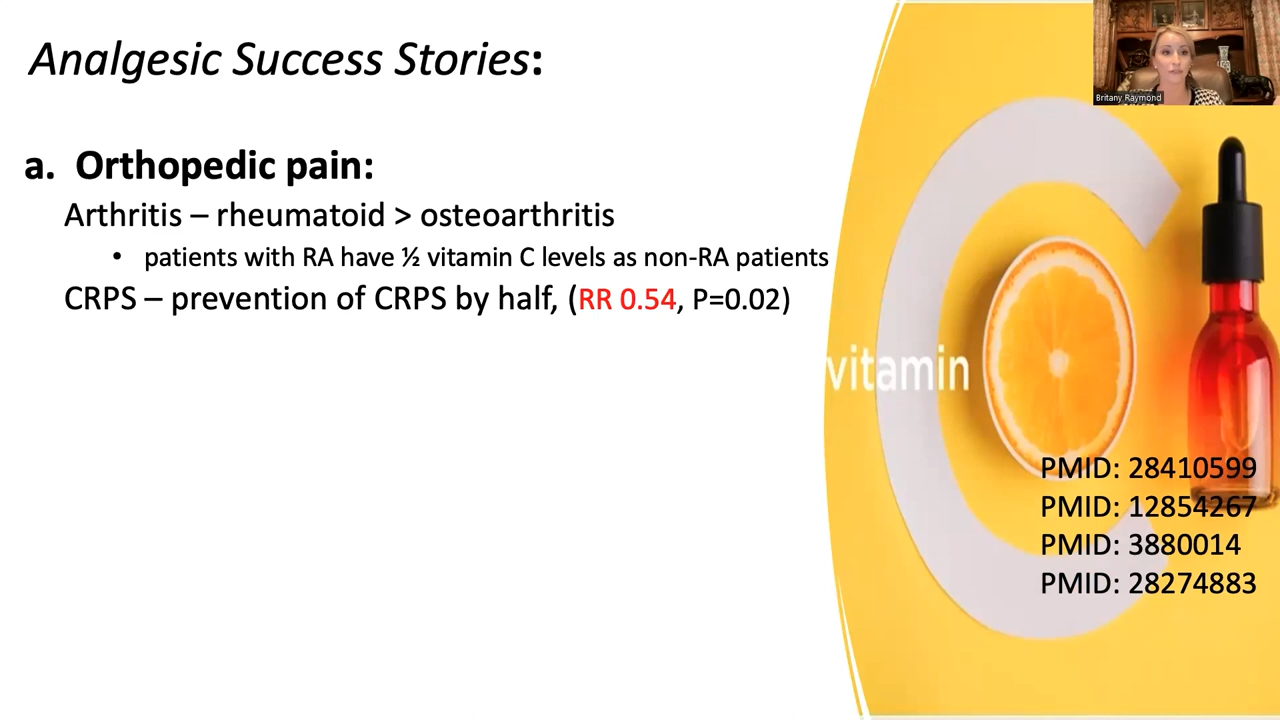 Analgesic Success Stories:
Britany Raymond
a. Orthopedic pain:
Arthritis – rheumatoid > osteoarthritis
• patients with RA have ½ vitamin C levels as non-RA patients
CRPS – prevention of CRPS by half, (RR 0.54, P=0.02)
vitamin
PMID: 28410599
PMID: 12854267
PMID: 3880014
PMID: 28274883